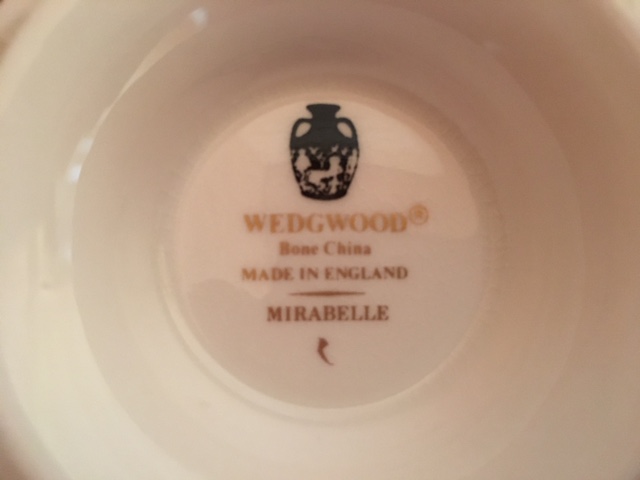 WEDGWOOD®
Bone China
MADE IN ENGLAND
MIRABELLE